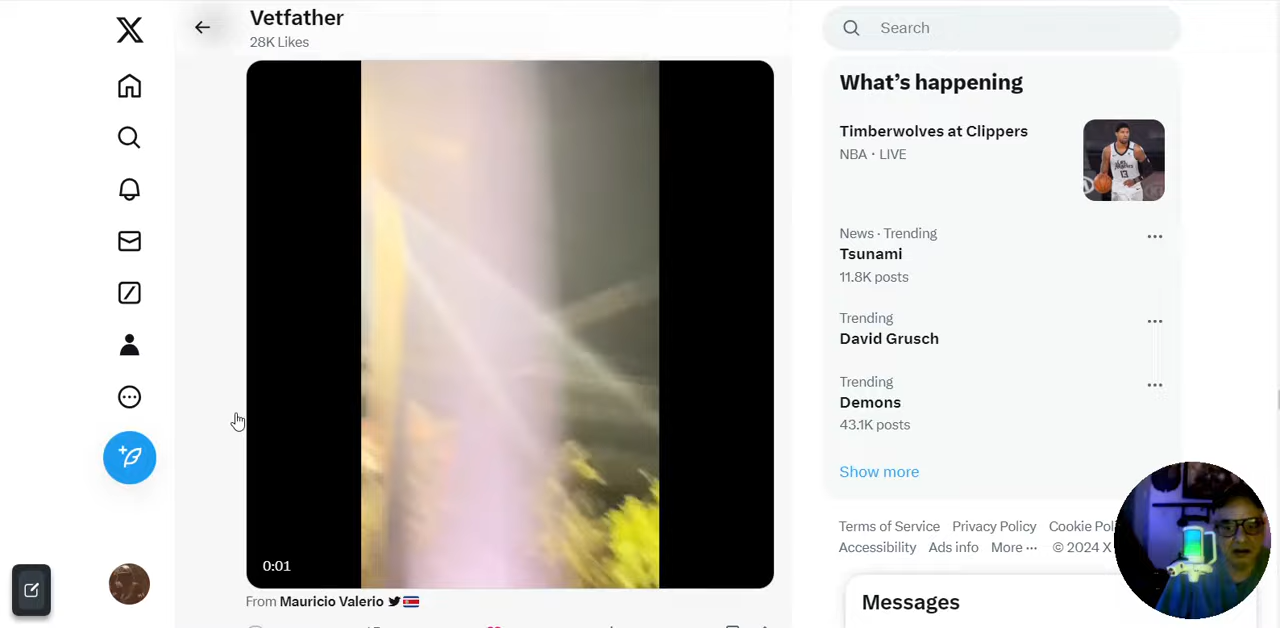 Vetfather
28K Likes
0:01
From Mauricio Valerio
Search
What's happening
Timberwolves at Clippers
NBA · LIVE
News · Trending
Tsunami
11.8K posts
Trending
David Grusch
Trending
Demons
43.1K posts
Show more
Terms of Service Privacy Policy Cookie
Accessibility Ads info More ··· © 2024 X
Messages